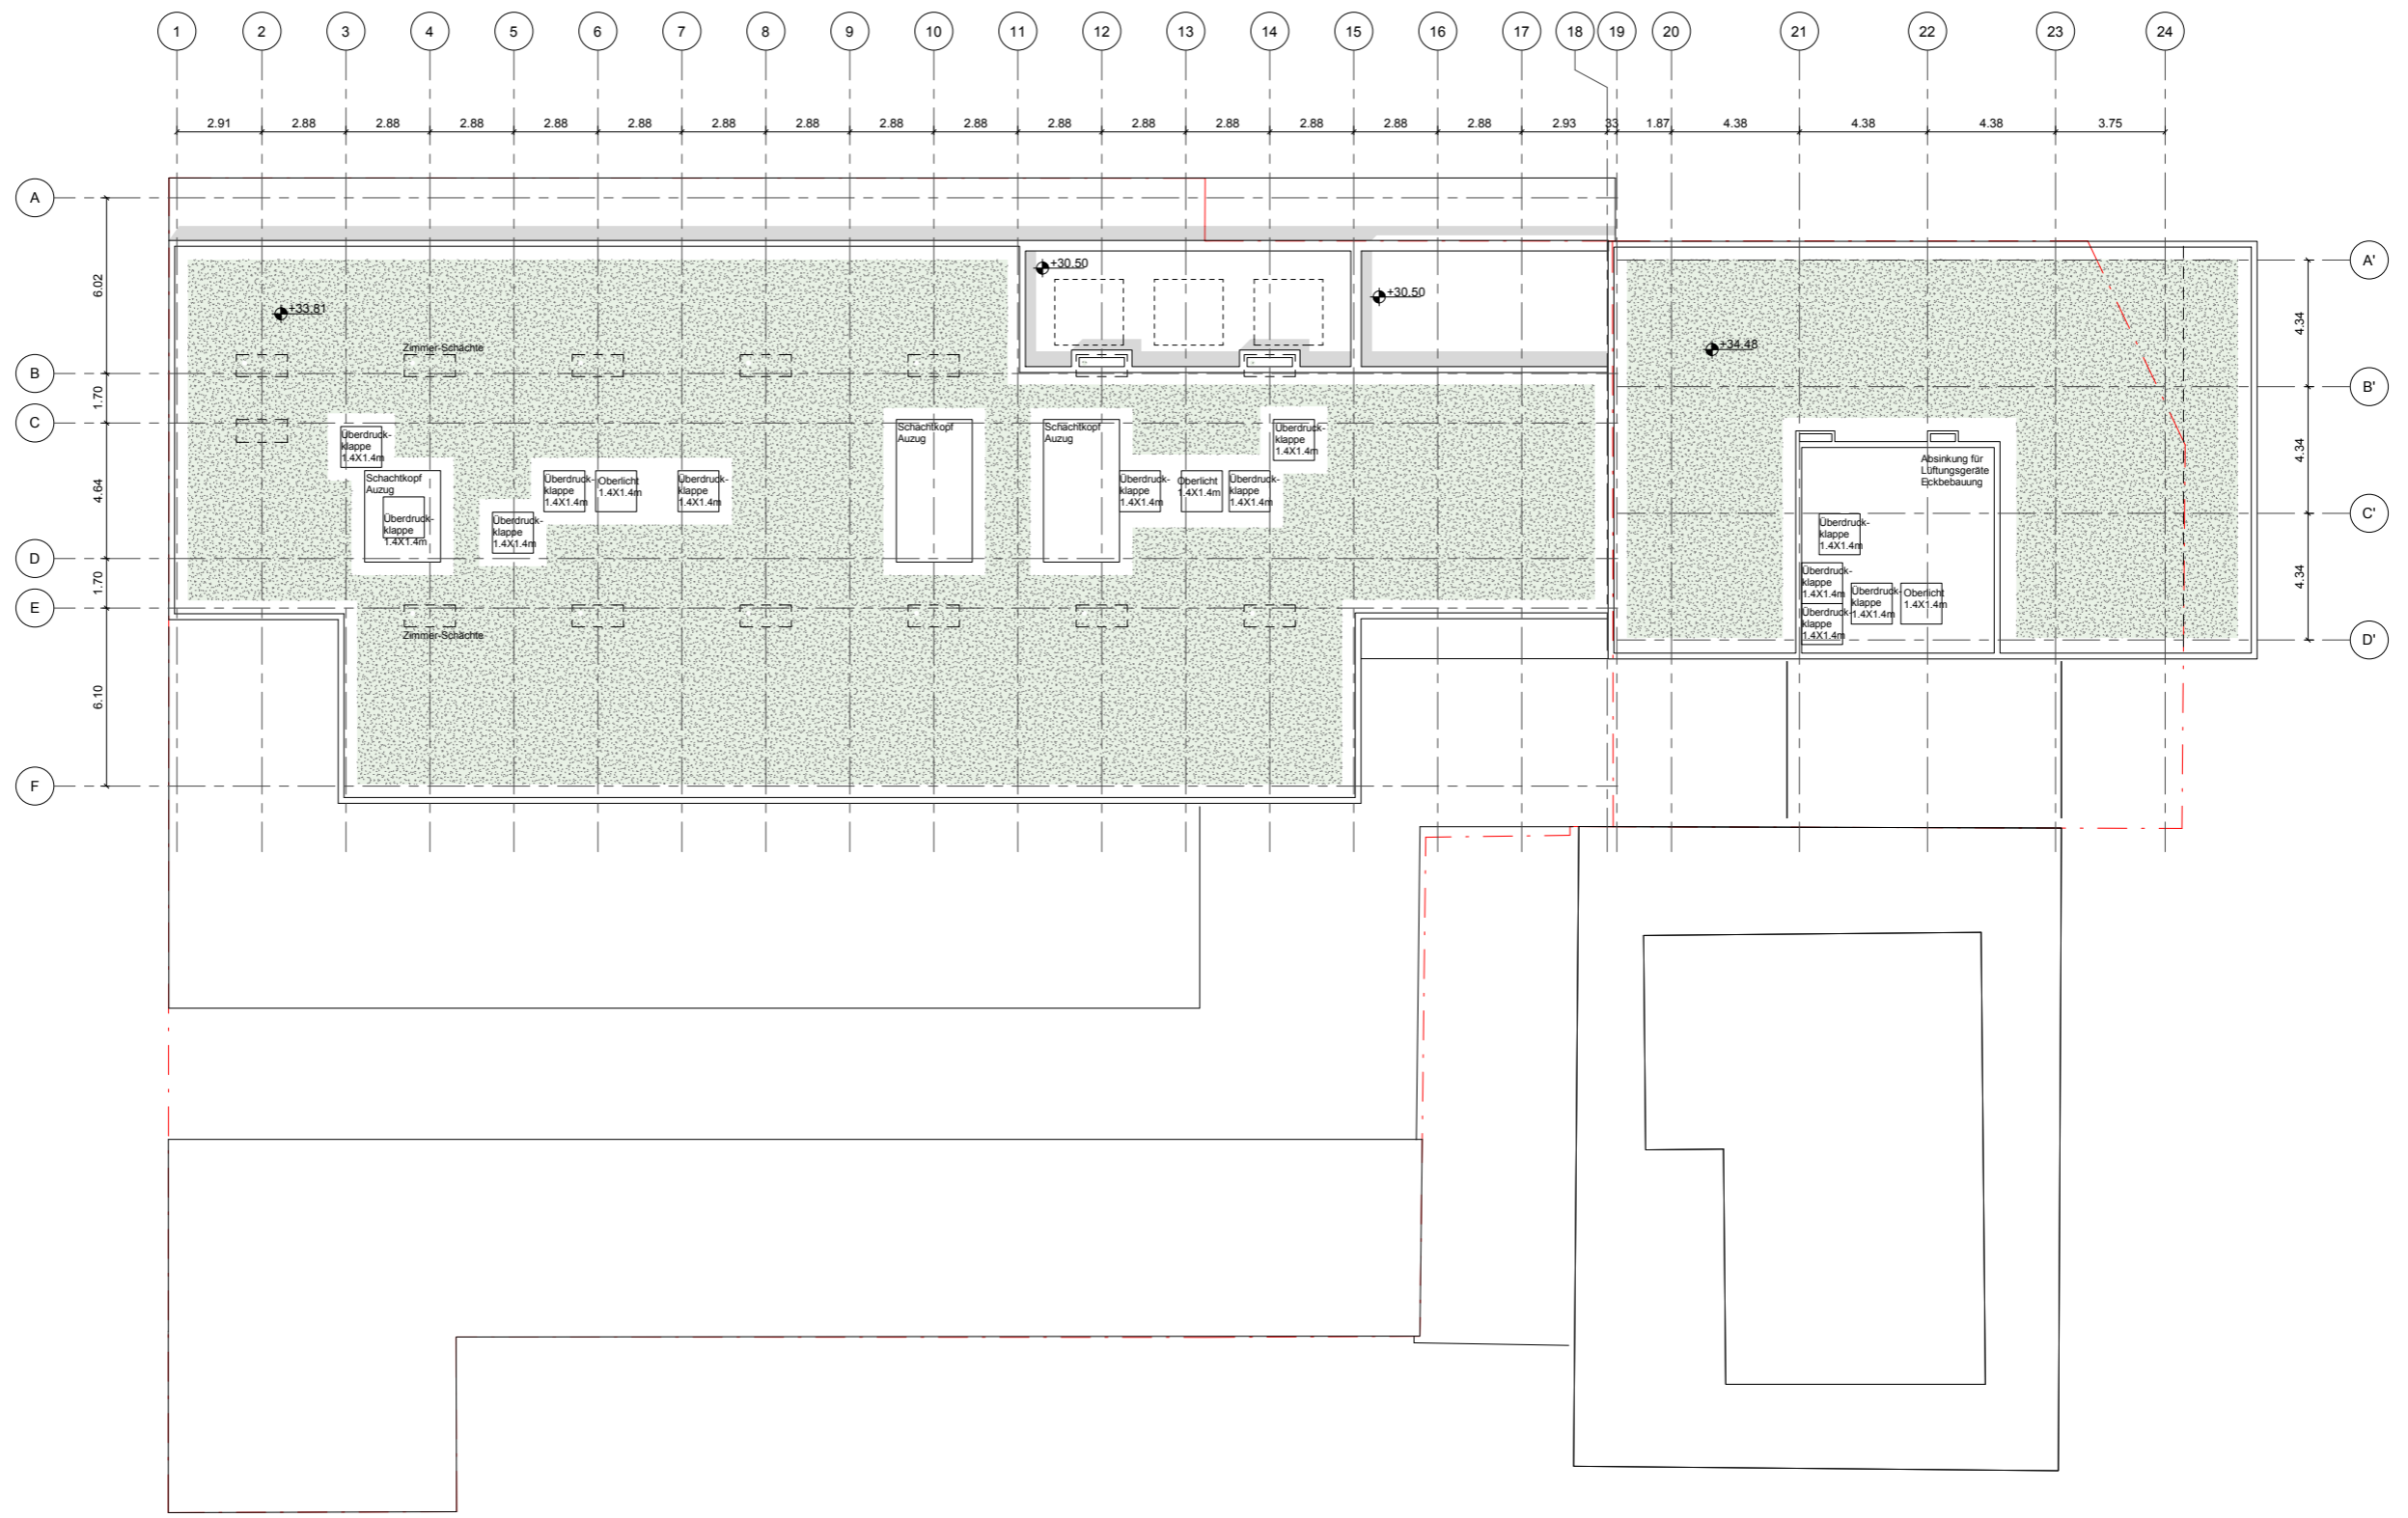 1 2 3 4 5 6 7 8 9 10 11 12 13 14 15 16 17 18 19 20 21 22 23 24
2.91 2.88 2.88 2.88 2.88 2.88 2.88 2.88 2.88 2.88 2.88 2.88 2.88 2.88 2.88 2.88 2.93 33 1.87 4.38 4.38 4.38 3.75
A
B
C
D
E
F
6.02
1.70
4.64
1.70
6.10
A'
B'
C'
D'
4.34
4.34
4.34
+33.81
+30.50
+30.50
+34.48
Zimmer-Schächte
Überdruck-
klappe
1.4X1.4m
Schachtkopf
Auzug
Überdruck-
klappe
1.4X1.4m
Überdruck-
klappe
1.4X1.4m
Überdruck-
klappe
1.4X1.4m
Oberlicht
1.4X1.4m
Überdruck-
klappe
1.4X1.4m
Schachtkopf
Auzug
Schachtkopf
Auzug
Überdruck-
klappe
1.4X1.4m
Oberlicht
1.4X1.4m
Überdruck-
klappe
1.4X1.4m
Überdruck-
klappe
1.4X1.4m
Zimmer-Schächte
Absinkung für
Lüftungsgeräte
Eckbebauung
Überdruck-
klappe
1.4X1.4m
Überdruck-
klappe
1.4X1.4m
Überdruck-
klappe
1.4X1.4m
Überdruck-
klappe
1.4X1.4m
Oberlicht
1.4X1.4m